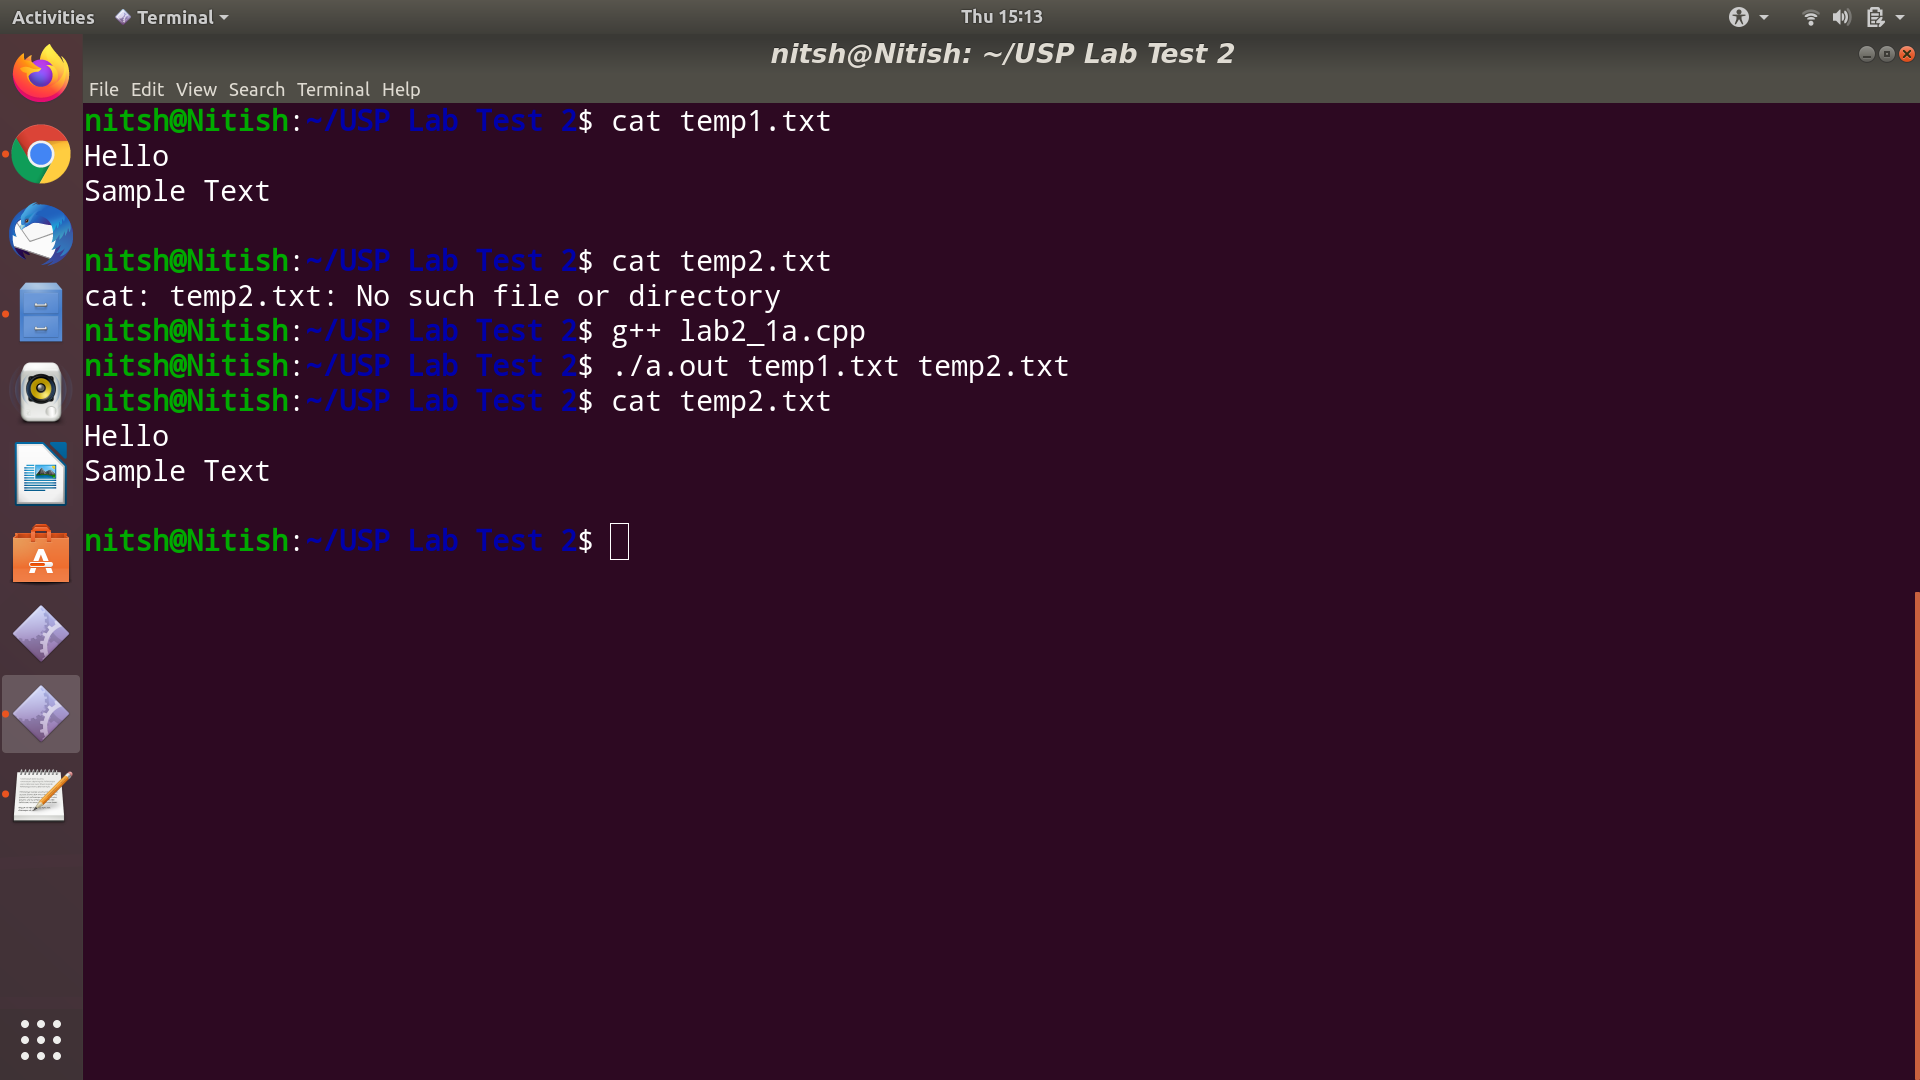 Activities Terminal Thu 15:13
nitsh@Nitish: ~/USP Lab Test 2
File Edit View Search Terminal Help
nitsh@Nitish:~/USP Lab Test 2$ cat temp1.txt
Hello
Sample Text
nitsh@Nitish:~/USP Lab Test 2$ cat temp2.txt
cat: temp2.txt: No such file or directory
nitsh@Nitish:~/USP Lab Test 2$ g++ lab2_1a.cpp
nitsh@Nitish:~/USP Lab Test 2$ ./a.out temp1.txt temp2.txt
nitsh@Nitish:~/USP Lab Test 2$ cat temp2.txt
Hello
Sample Text
nitsh@Nitish:~/USP Lab Test 2$